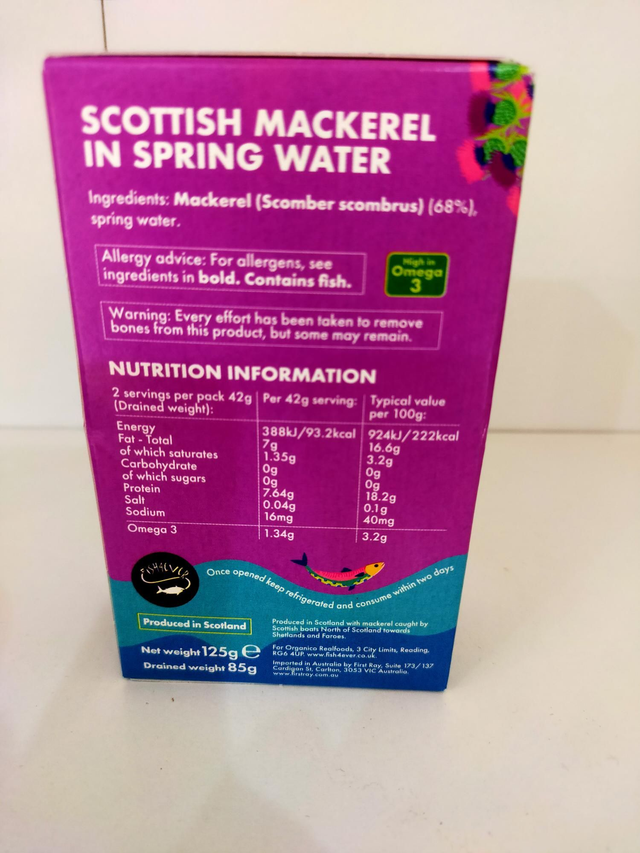 SCOTTISH MACKEREL
IN SPRING WATER
Ingredients: Mackerel (Scomber scombrus) (68%),
spring water.
Allergy advice: For allergens, see
ingredients in bold. Contains fish.
High in
Omega
3
Warning: Every effort has been taken to remove
bones from this product, but some may remain.
NUTRITION INFORMATION
2 servings per pack 42g Per 42g serving: Typical value
(Drained weight): per 100g:
Energy 388kJ/93.2kcal 924kJ/222kcal
Fat - Total 7g 16.6g
of which saturates 1.35g 3.2g
Carbohydrate 0g 0g
of which sugars 0g 0g
Protein 7.64g 18.2g
Salt 0.04g 0.1g
Sodium 16mg 40mg
Omega 3 1.34g 3.2g
FISH4EVER
Once opened keep refrigerated and consume within two days
Produced in Scotland
Produced in Scotland with mackerel caught by
Scottish boats North of Scotland towards
Shetlands and Faroes.
Net weight 125g e
Drained weight 85g
For Organico Realfoods, 3 City Limits, Reading,
RG6 4UP. www.fish4ever.co.uk.
Imported in Australia by First Ray, Suite 173/137
Cardigan St, Carlton, 3053 VIC Australia.
www.firstray.com.au